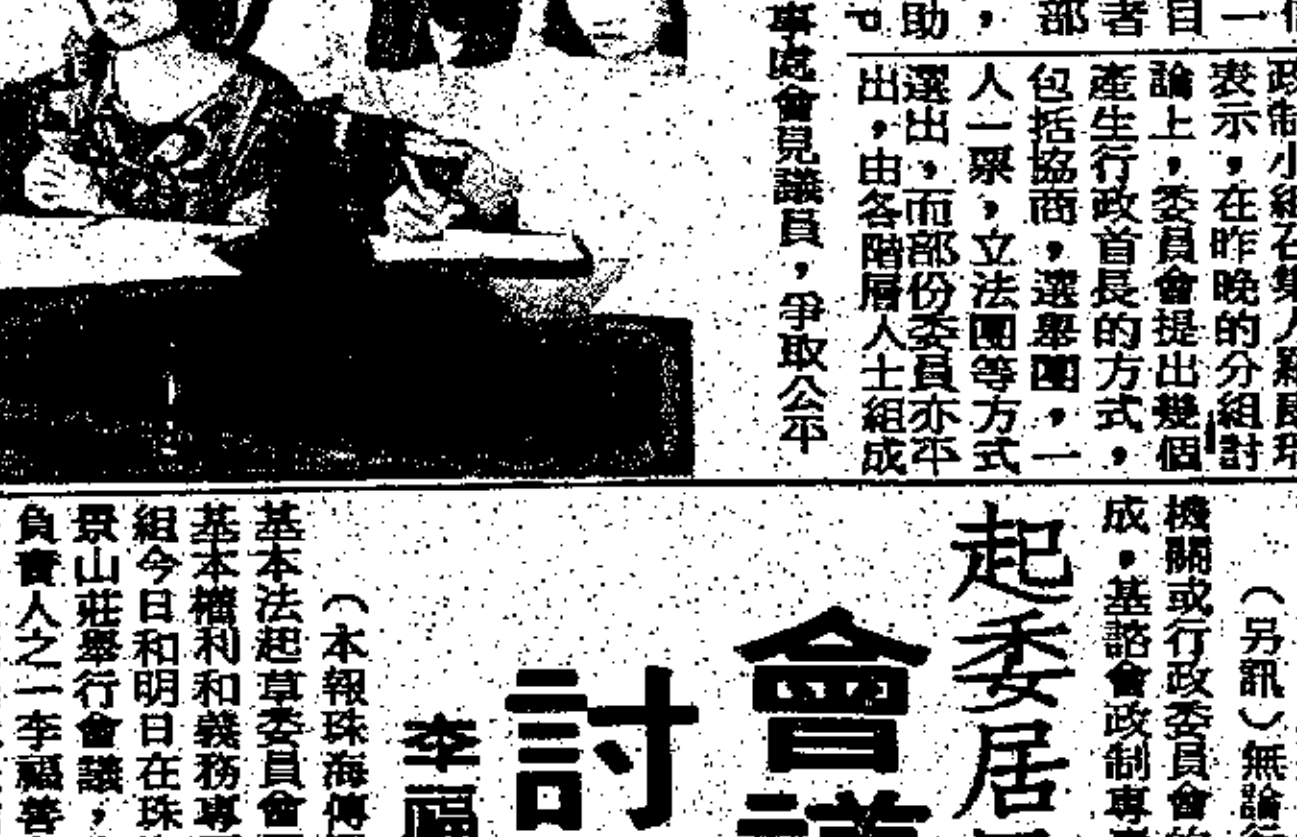 助
部
者
目
一
政制小組召集人羅
表示，在昨晚的分組討
論上，委員會提出幾個
產生行政首長的方式，
包括協商，選舉團，一
人一票，立法團等方式
選出，而部份委員亦平
出，由各階層人士組成
事處會見議員，爭取公平
（另訊）無論
機關或行政委員會
成，基諮會政制專
起委居
會議
討
李福
（本報珠海傳
基本法起草委員會
基本權利和義務專
組今日和明日在珠
景山莊舉行會議，
負責人之一李福善